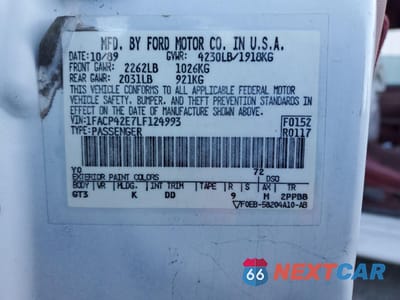 MFD. BY FORD MOTOR CO. IN U.S.A.
DATE: 10/89 GVWR: 4230LB/1918KG
FRONT GAWR: 2262LB 1026KG
REAR GAWR: 2031LB 921KG
THIS VEHICLE CONFORMS TO ALL APPLICABLE FEDERAL MOTOR
VEHICLE SAFETY, BUMPER, AND THEFT PREVENTION STANDARDS
IN EFFECT ON THE DATE OF MANUFACTURE SHOWN ABOVE.
VIN: 1FACP42E7LF124993 F0152
TYPE: PASSENGER R0117
YO 72
EXTERIOR PAINT COLORS DSO
BODY VR MLDG. INT TRIM TAPE R S AX TR
GT3 K DD 9 H 2PPB8
F0EB-58204A10-AB
66 NEXTCAR